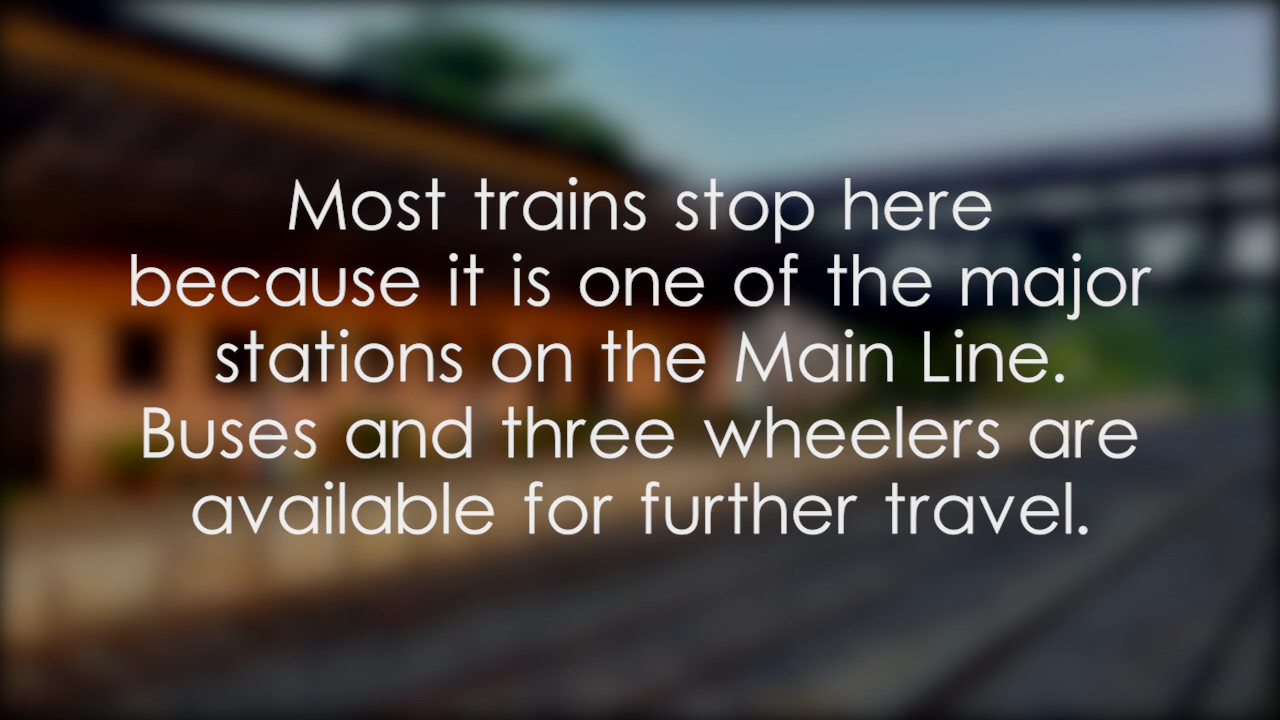 Most trains stop here
because it is one of the major
stations on the Main Line.
Buses and three wheelers are
available for further travel.